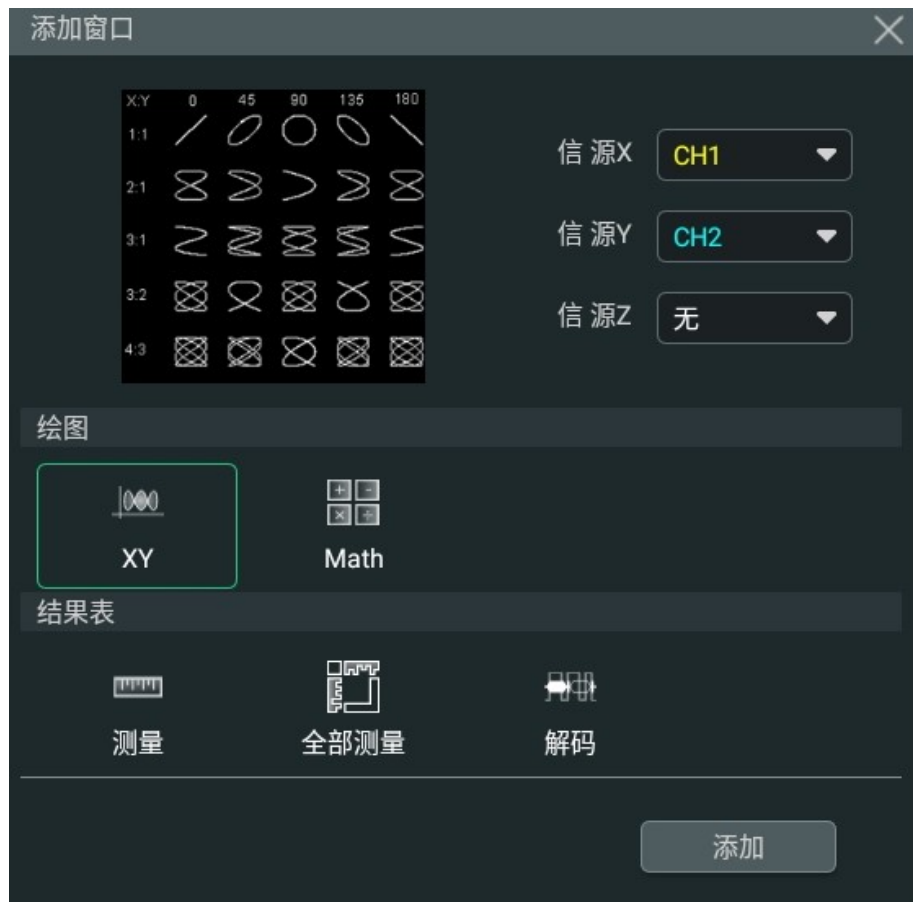 添加窗口
X:Y 0 45 90 135 180
1:1
2:1
3:1
3:2
4:3
信 源X CH1
信 源Y CH2
信 源Z 无
绘图
XY Math
结果表
测量 全部测量 解码
添加